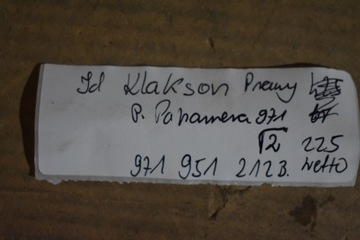 Id Klakson Prawy
P. Panamera 971
√2 225
971 951 212 B. netto